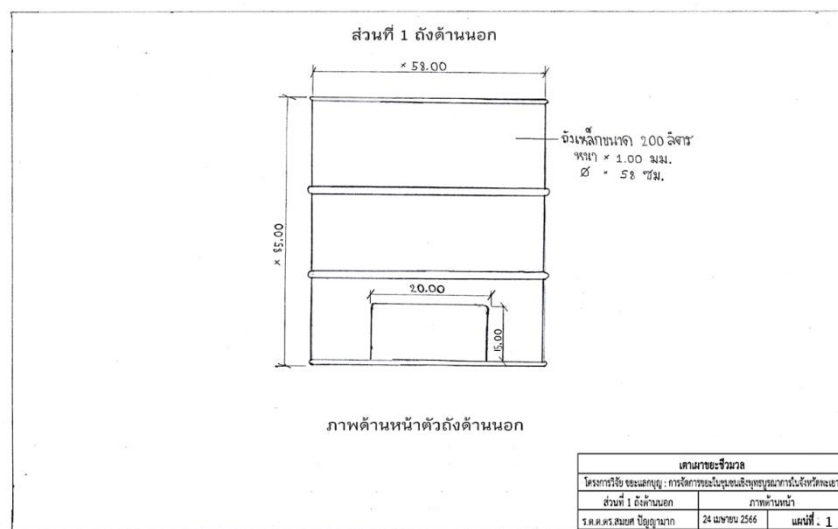 ส่วนที่ 1 ถังด้านนอก
× 58.00
ถังเหล็กขนาด 200 ลิตร
หนา × 1.00 มม.
Ø × 58 ซม.
× 85.00
20.00
15.00
ภาพด้านหน้าตัวถังด้านนอก
เตาเผาขยะชีวมวล
โครงการวิจัย ขยะแลกบุญ : การจัดการขยะในชุมชนเชิงพุทธบูรณาการในจังหวัดพะเยา
ส่วนที่ 1 ถังด้านนอก ภาพด้านหน้า
ร.ต.ต.ดร.สมยศ ปัญญามาก 24 เมษายน 2566 แผ่นที่ : 1